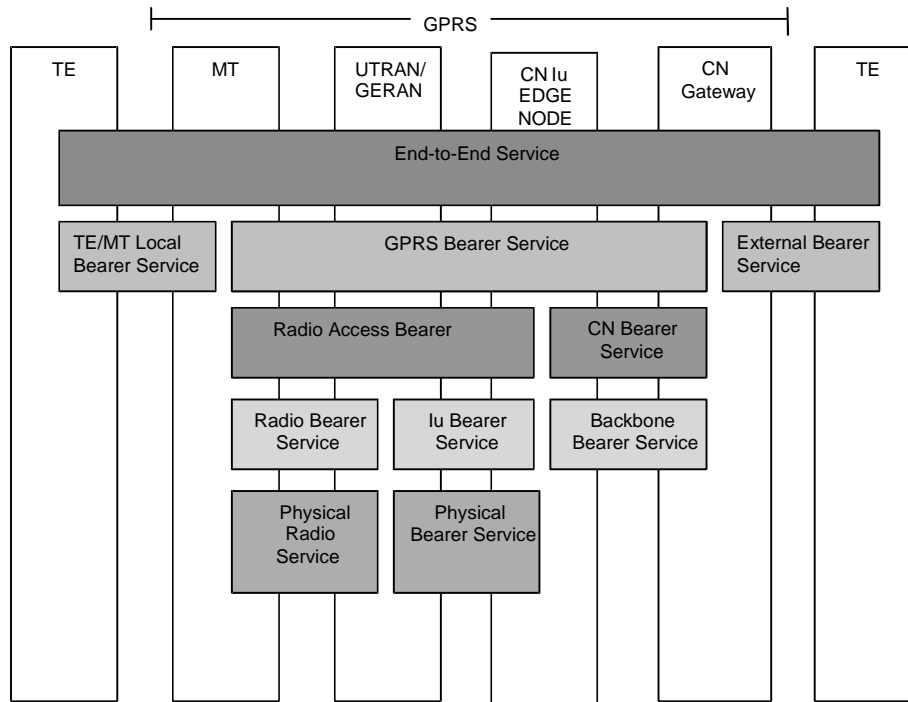 GPRS
TE
MT
UTRAN/
GERAN
CN Iu
EDGE
NODE
CN
Gateway
TE
End-to-End Service
TE/MT Local
Bearer Service
GPRS Bearer Service
External Bearer
Service
Radio Access Bearer
CN Bearer
Service
Radio Bearer
Service
Iu Bearer
Service
Backbone
Bearer Service
Physical
Radio
Service
Physical
Bearer Service